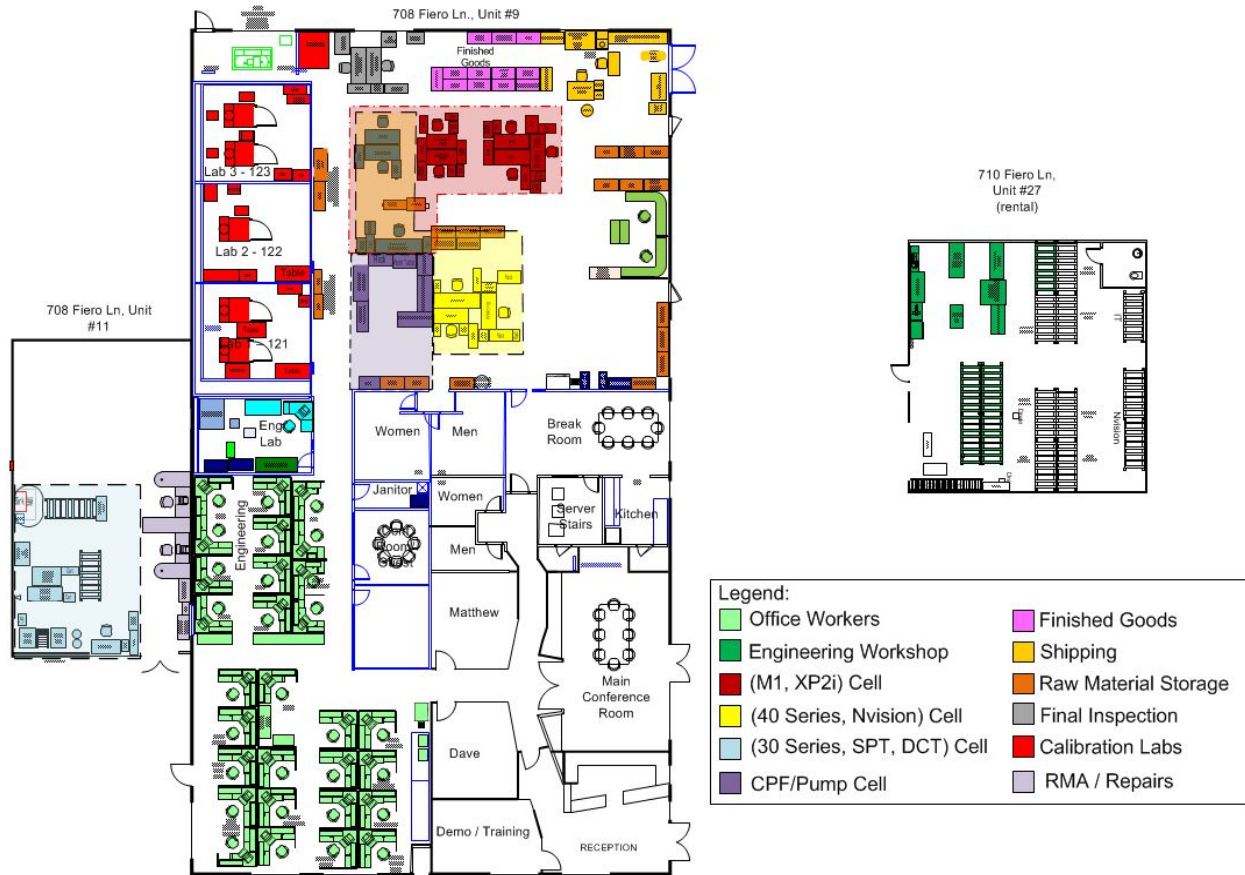 708 Fiero Ln., Unit #9
Finished
Goods
Lab 3 - 123
Lab 2 - 122
Table
Table
121
Table
708 Fiero Ln, Unit
#11
710 Fiero Ln,
Unit #27
(rental)
IT
Nvision
Engr
Lab
Engineering
Women
Men
Break
Room
Janitor
Women
Server
Stairs
Kitchen
Room
Men
Matthew
Main
Conference
Room
Dave
Demo / Training
RECEPTION
Legend:
Office Workers
Engineering Workshop
(M1, XP2i) Cell
(40 Series, Nvision) Cell
(30 Series, SPT, DCT) Cell
CPF/Pump Cell
Finished Goods
Shipping
Raw Material Storage
Final Inspection
Calibration Labs
RMA / Repairs